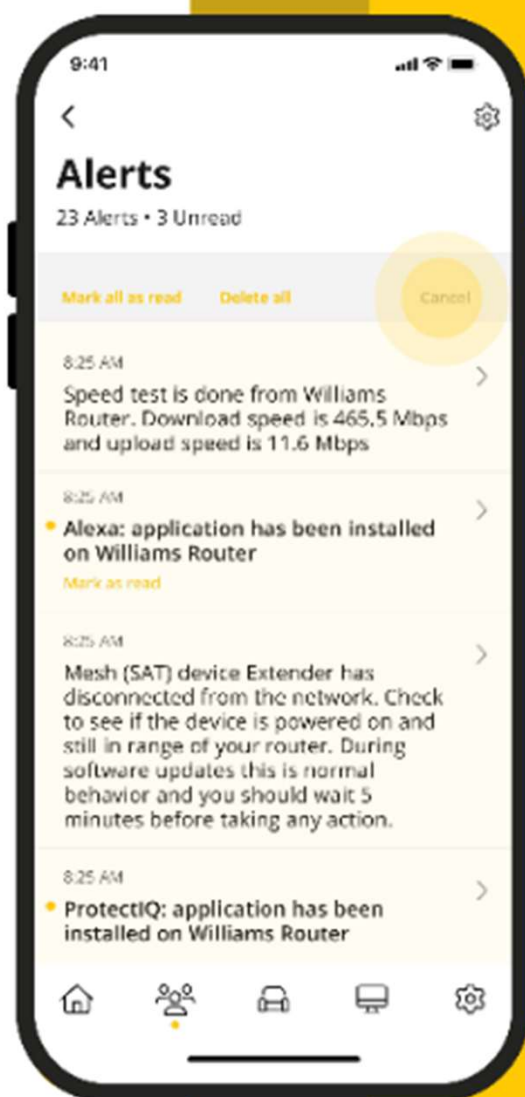 9:41
Alerts
23 Alerts • 3 Unread
Mark all as read Delete all Cancel
8:25 AM
Speed test is done from Williams
Router. Download speed is 465.5 Mbps
and upload speed is 11.6 Mbps
8:25 AM
Alexa: application has been installed
on Williams Router
Mark as read
8:25 AM
Mesh (SAT) device Extender has
disconnected from the network. Check
to see if the device is powered on and
still in range of your router. During
software updates this is normal
behavior and you should wait 5
minutes before taking any action.
8:25 AM
ProtectIQ: application has been
installed on Williams Router